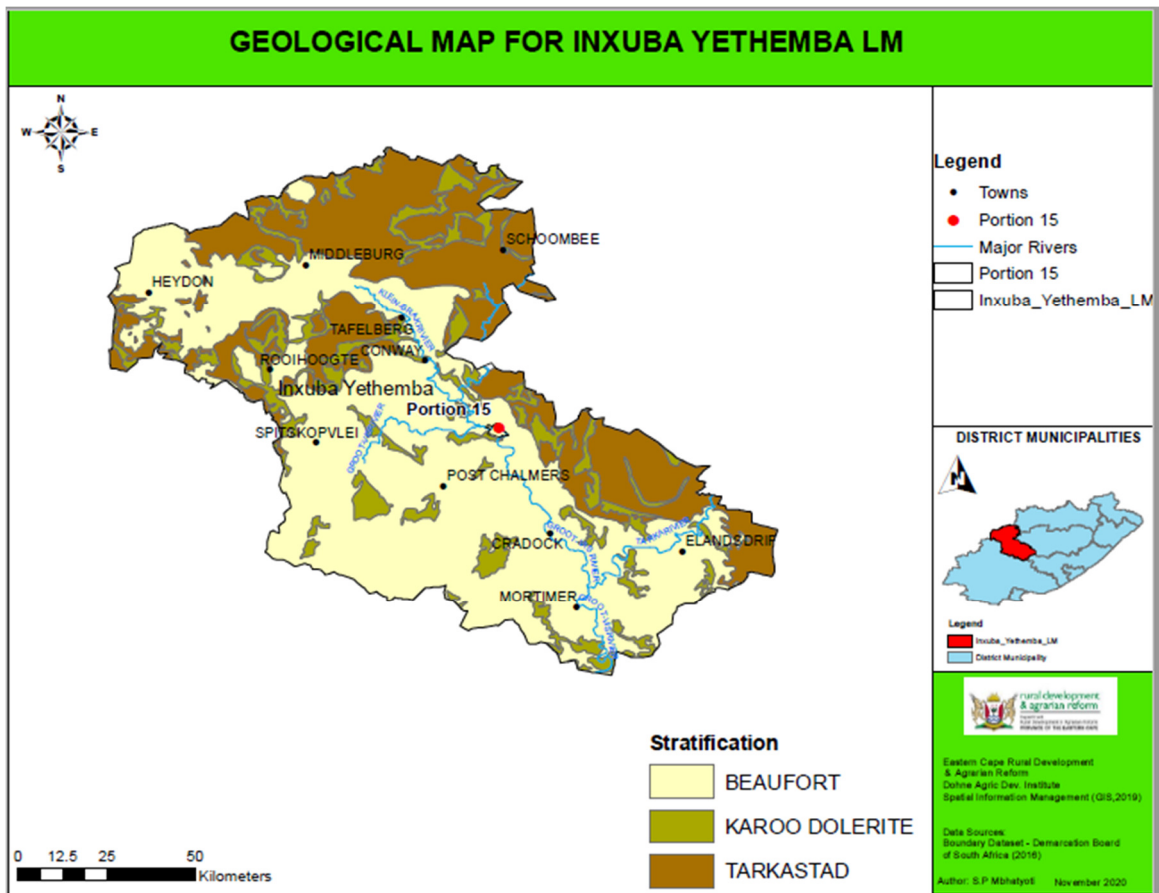 GEOLOGICAL MAP FOR INXUBA YETHEMBA LM
N
W
E
S
SCHOOMBEE
MIDDLEBURG
HEYDON
TAFELBERG
CONWAY
ROOIHOOGTE
Inxuba Yethemba
Portion 15
SPITSKOPVLEI
POST CHALMERS
CRADOCK
TARKARIVIER
ELANDSDRIF
MORTIMER
Stratification
BEAUFORT
KAROO DOLERITE
TARKASTAD
0 12.5 25 50
Kilometers
Legend
Towns
Portion 15
Major Rivers
Portion 15
Inxuba_Yethemba_LM
DISTRICT MUNICIPALITIES
N
Legend
Inxuba_Yethemba_LM
District Municipality
rural development
& agrarian reform
Eastern Cape Rural Development
& Agrarian Reform
Dohne Agric Dev. Institute
Spatial Information Management (GIS,2019)
Data Sources:
Boundary Dataset - Demarcation Board
of South Africa (2016)
Author: S.P Mbhatyoti November 2020